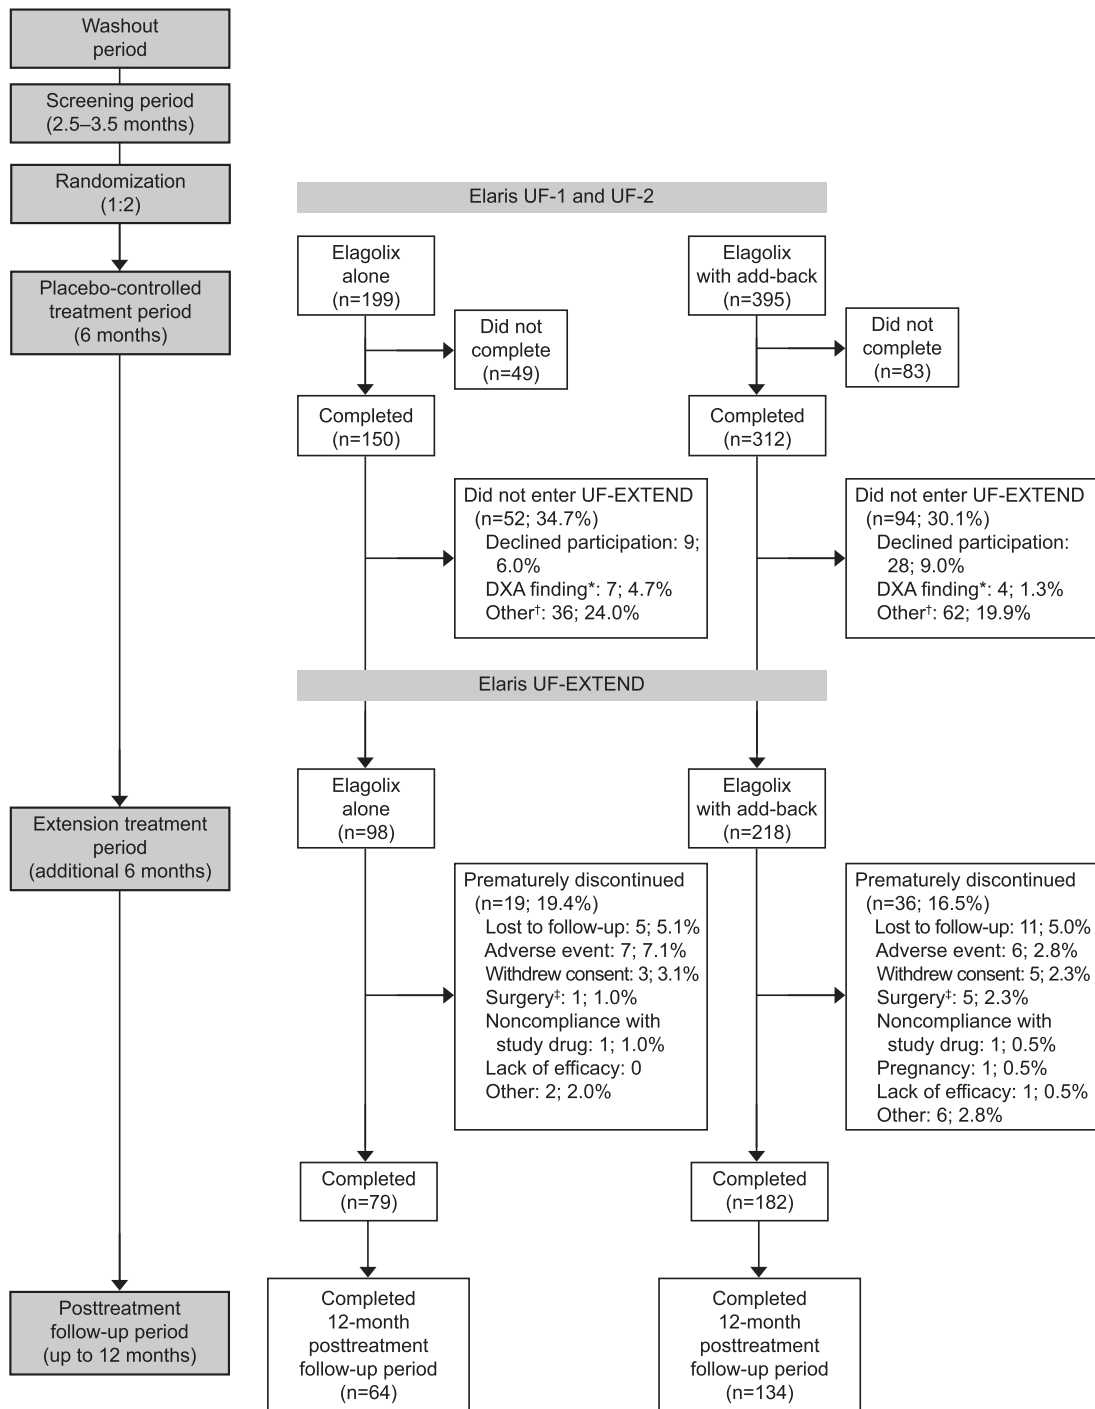 Washout
period
Screening period
(2.5–3.5 months)
Randomization
(1:2)
Placebo-controlled
treatment period
(6 months)
Extension treatment
period
(additional 6 months)
Posttreatment
follow-up period
(up to 12 months)
Elaris UF-1 and UF-2
Elagolix
alone
(n=199)
Did not
complete
(n=49)
Completed
(n=150)
Did not enter UF-EXTEND
(n=52; 34.7%)
Declined participation: 9;
6.0%
DXA finding*: 7; 4.7%
Other†: 36; 24.0%
Elagolix
with add-back
(n=395)
Did not
complete
(n=83)
Completed
(n=312)
Did not enter UF-EXTEND
(n=94; 30.1%)
Declined participation:
28; 9.0%
DXA finding*: 4; 1.3%
Other†: 62; 19.9%
Elaris UF-EXTEND
Elagolix
alone
(n=98)
Prematurely discontinued
(n=19; 19.4%)
Lost to follow-up: 5; 5.1%
Adverse event: 7; 7.1%
Withdrew consent: 3; 3.1%
Surgery‡: 1; 1.0%
Noncompliance with
study drug: 1; 1.0%
Lack of efficacy: 0
Other: 2; 2.0%
Completed
(n=79)
Completed
12-month
posttreatment
follow-up period
(n=64)
Elagolix
with add-back
(n=218)
Prematurely discontinued
(n=36; 16.5%)
Lost to follow-up: 11; 5.0%
Adverse event: 6; 2.8%
Withdrew consent: 5; 2.3%
Surgery‡: 5; 2.3%
Noncompliance with
study drug: 1; 0.5%
Pregnancy: 1; 0.5%
Lack of efficacy: 1; 0.5%
Other: 6; 2.8%
Completed
(n=182)
Completed
12-month
posttreatment
follow-up period
(n=134)